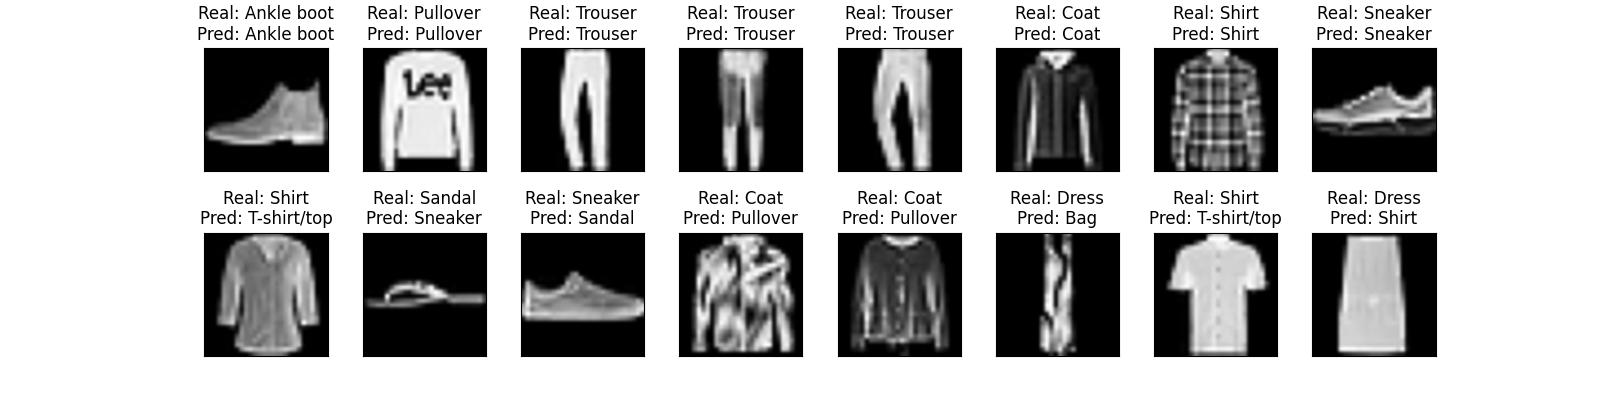 Real: Ankle boot
Pred: Ankle boot
Real: Pullover
Pred: Pullover
Real: Trouser
Pred: Trouser
Real: Trouser
Pred: Trouser
Real: Trouser
Pred: Trouser
Real: Coat
Pred: Coat
Real: Shirt
Pred: Shirt
Real: Sneaker
Pred: Sneaker
Lee
Real: Shirt
Pred: T-shirt/top
Real: Sandal
Pred: Sneaker
Real: Sneaker
Pred: Sandal
Real: Coat
Pred: Pullover
Real: Coat
Pred: Pullover
Real: Dress
Pred: Bag
Real: Shirt
Pred: T-shirt/top
Real: Dress
Pred: Shirt